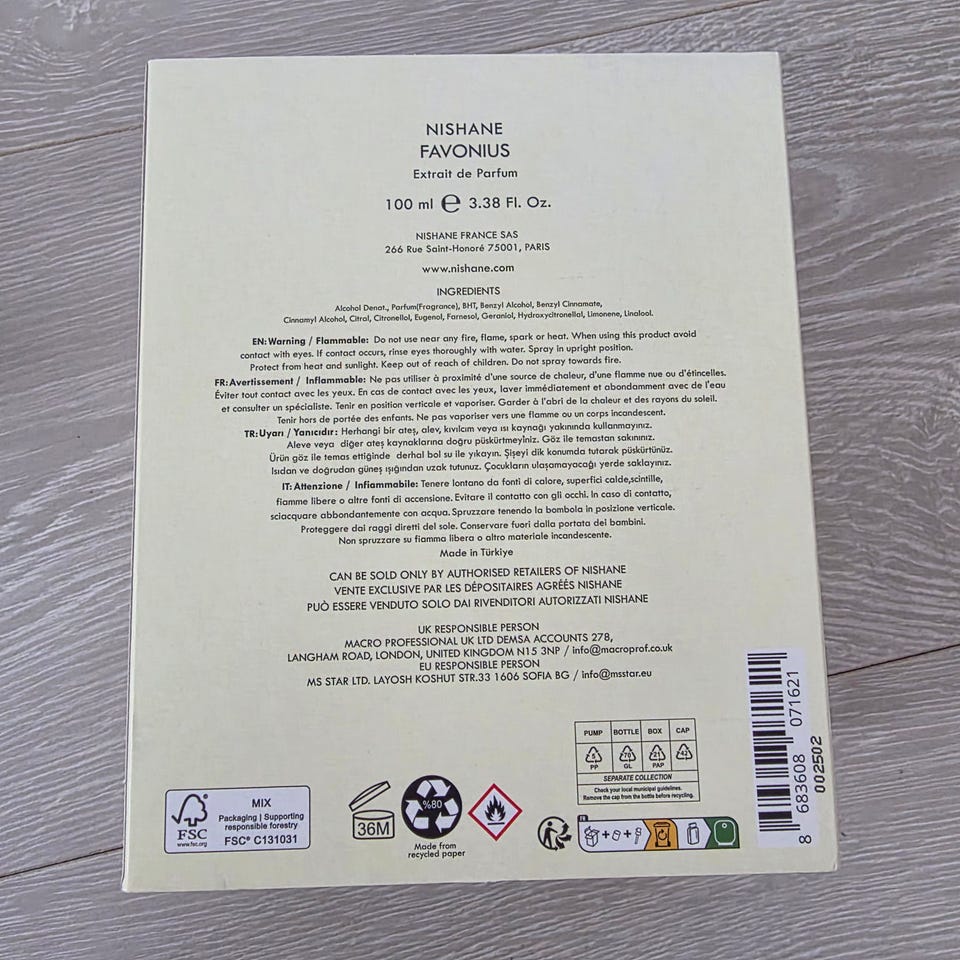 NISHANE
FAVONIUS
Extrait de Parfum
100 ml ℮ 3.38 Fl. Oz.
NISHANE FRANCE SAS
266 Rue Saint-Honoré 75001, PARIS
www.nishane.com
INGREDIENTS
Alcohol Denat., Parfum(Fragrance), BHT, Benzyl Alcohol, Benzyl Cinnamate,
Cinnamyl Alcohol, Citral, Citronellol, Eugenol, Farnesol, Geraniol, Hydroxycitronellal, Limonene, Linalool.
EN: Warning / Flammable: Do not use near any fire, flame, spark or heat. When using this product avoid
contact with eyes. If contact occurs, rinse eyes thoroughly with water. Spray in upright position.
Protect from heat and sunlight. Keep out of reach of children. Do not spray towards fire.
FR: Avertissement / Inflammable: Ne pas utiliser à proximité d'une source de chaleur, d'une flamme nue ou d'étincelles.
Éviter tout contact avec les yeux. En cas de contact avec les yeux, laver immédiatement et abondamment avec de l'eau
et consulter un spécialiste. Tenir en position verticale et vaporiser. Garder à l'abri de la chaleur et des rayons du soleil.
Tenir hors de portée des enfants. Ne pas vaporiser vers une flamme ou un corps incandescent.
TR: Uyarı / Yanıcıdır: Herhangi bir ateş, alev, kıvılcım veya ısı kaynağı yakınında kullanmayınız.
Aleve veya diğer ateş kaynaklarına doğru püskürtmeyiniz. Göz ile temastan sakınınız.
Ürün göz ile temas ettiğinde derhal bol su ile yıkayın. Şişeyi dik konumda tutarak püskürtünüz.
Isıdan ve doğrudan güneş ışığından uzak tutunuz. Çocukların ulaşamayacağı yerde saklayınız.
IT: Attenzione / Infiammabile: Tenere lontano da fonti di calore, superfici calde,scintille,
fiamme libere o altre fonti di accensione. Evitare il contatto con gli occhi. In caso di contatto,
sciacquare abbondantemente con acqua. Spruzzare tenendo la bombola in posizione verticale.
Proteggere dai raggi diretti del sole. Conservare fuori dalla portata dei bambini.
Non spruzzare su fiamma libera o altro materiale incandescente.
Made in Türkiye
CAN BE SOLD ONLY BY AUTHORISED RETAILERS OF NISHANE
VENTE EXCLUSIVE PAR LES DÉPOSITAIRES AGRÉÉS NISHANE
PUÒ ESSERE VENDUTO SOLO DAI RIVENDITORI AUTORIZZATI NISHANE
UK RESPONSIBLE PERSON
MACRO PROFESSIONAL UK LTD DEMSA ACCOUNTS 278,
LANGHAM ROAD, LONDON, UNITED KINGDOM N15 3NP / info@macroprof.co.uk
EU RESPONSIBLE PERSON
MS STAR LTD. LAYOSH KOSHUT STR.33 1606 SOFIA BG / info@msstar.eu
PUMP BOTTLE BOX CAP
5 70 21 42
PP GL PAP
SEPARATE COLLECTION
Check your local municipal guidelines.
Remove the cap from the bottle before recycling.
FSC
www.fsc.org
MIX
Packaging | Supporting
responsible forestry
FSC® C131031
36M
%80
Made from
recycled paper
FR
8 683608 071621
002502